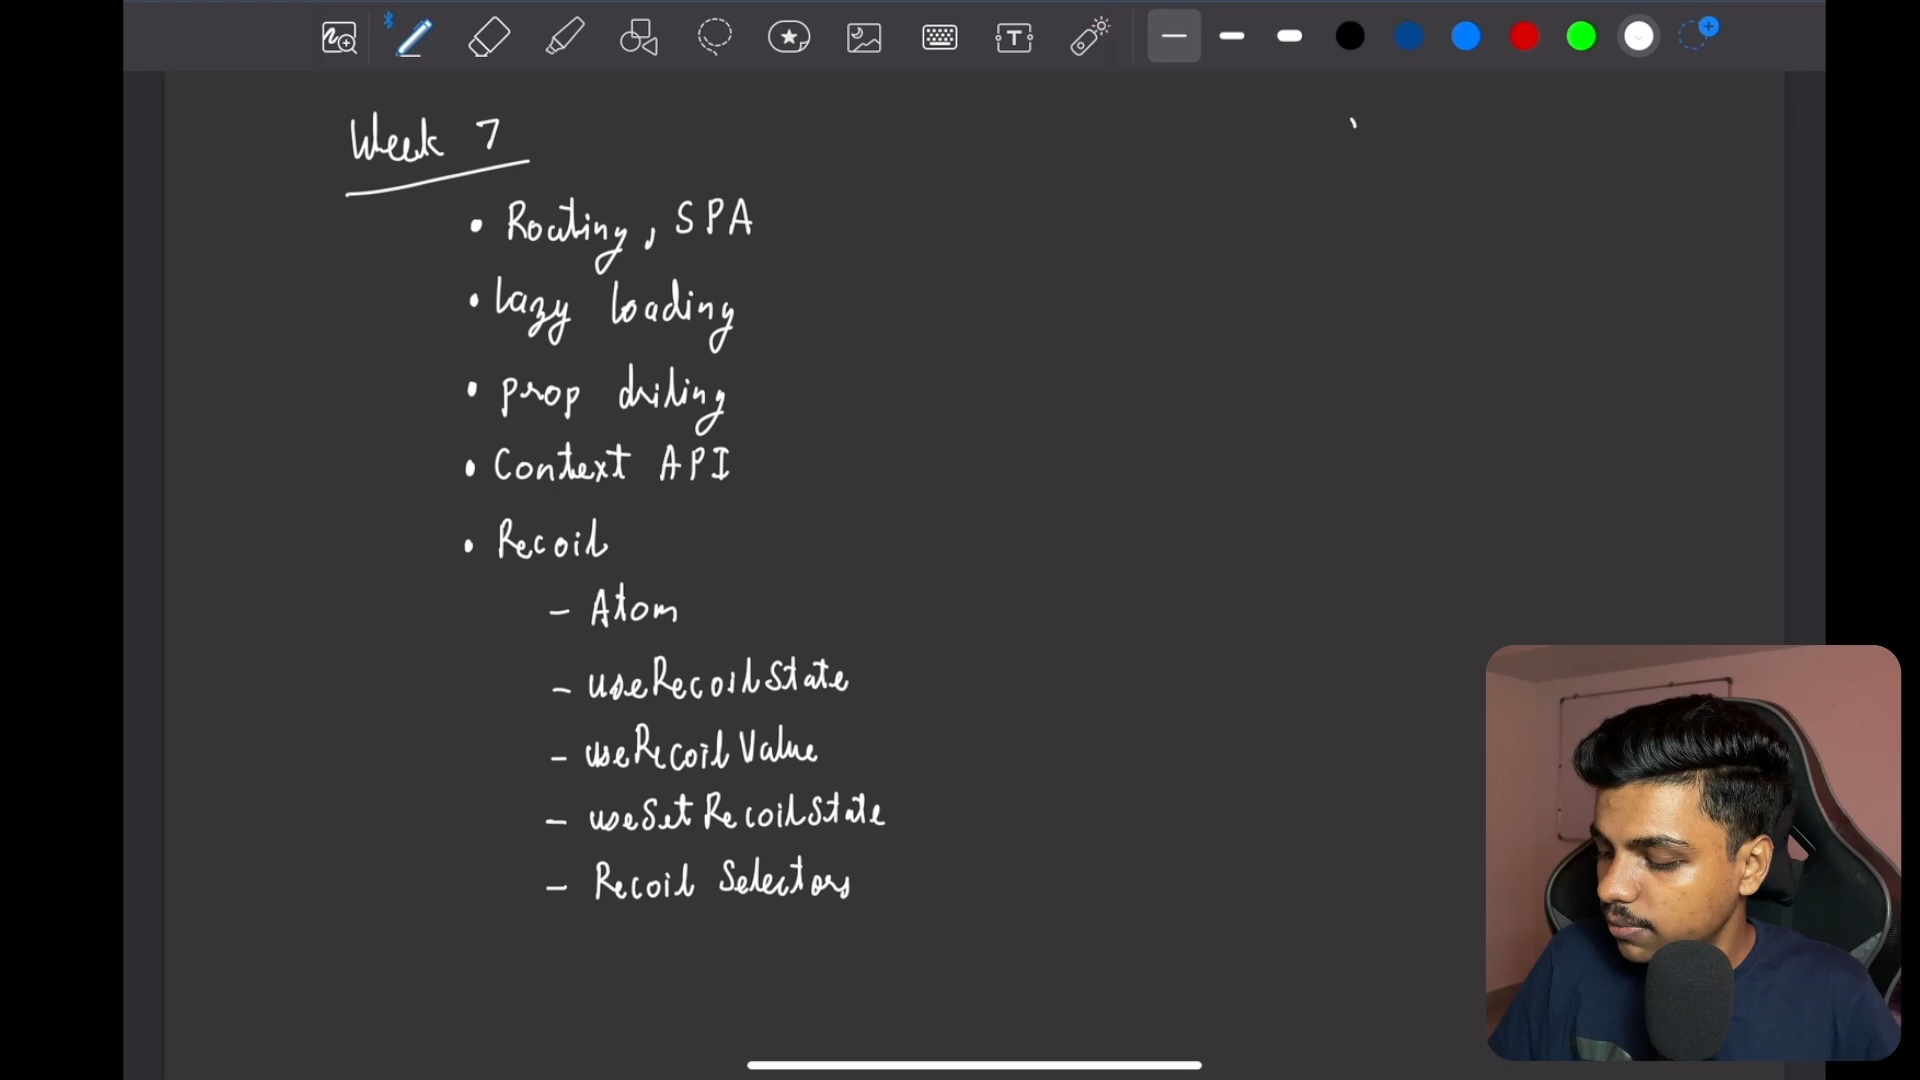 Week 7
• Routing, SPA
• Lazy loading
• prop driling
• Context API
• Recoil
- Atom
- useRecoilState
- useRecoilValue
- useSetRecoilState
- Recoil Selectors